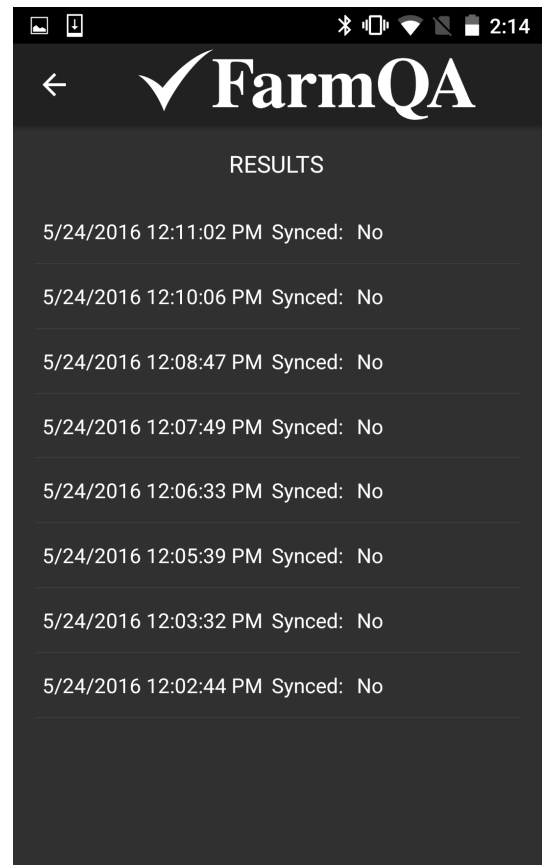 2:14
FarmQA
RESULTS
5/24/2016 12:11:02 PM Synced: No
5/24/2016 12:10:06 PM Synced: No
5/24/2016 12:08:47 PM Synced: No
5/24/2016 12:07:49 PM Synced: No
5/24/2016 12:06:33 PM Synced: No
5/24/2016 12:05:39 PM Synced: No
5/24/2016 12:03:32 PM Synced: No
5/24/2016 12:02:44 PM Synced: No